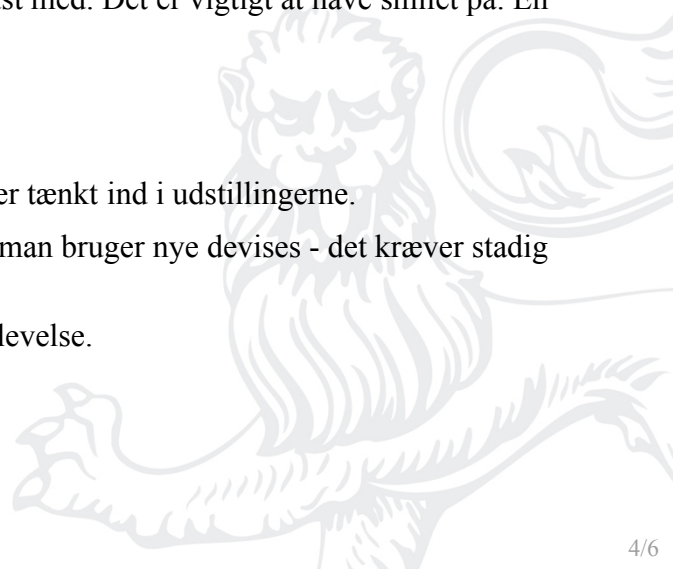 med. Det er vigtigt at have slinet på. En
er tænkt ind i udstillingerne.
man bruger nye devises - det kræver stadig
levelse.
4/6